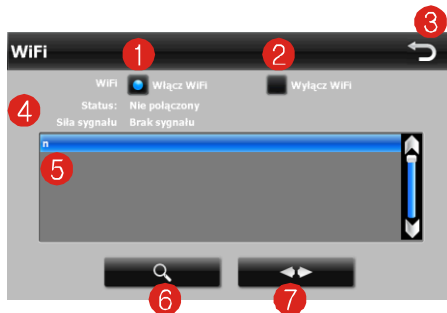 3
WiFi 1 2
WiFi Włącz WiFi Wyłącz WiFi
4 Status: Nie połączony
Siła sygnału Brak sygnału
n
5
6 7